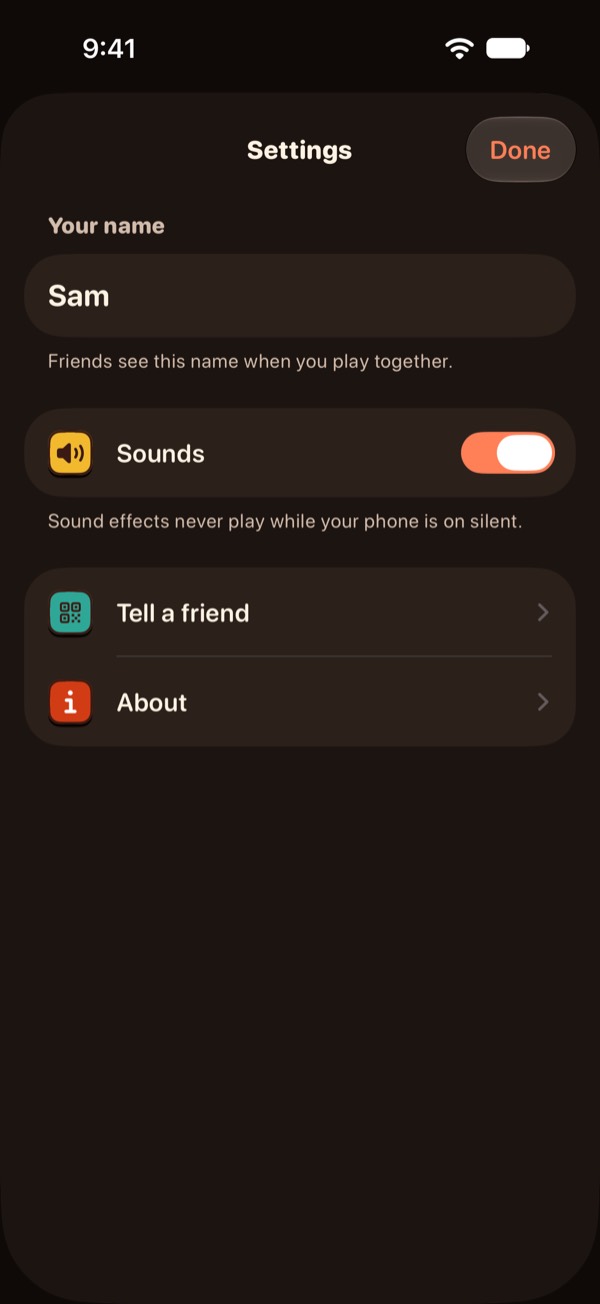 9:41
Settings
Done
Your name
Sam
Friends see this name when you play together.
Sounds
Sound effects never play while your phone is on silent.
Tell a friend
About